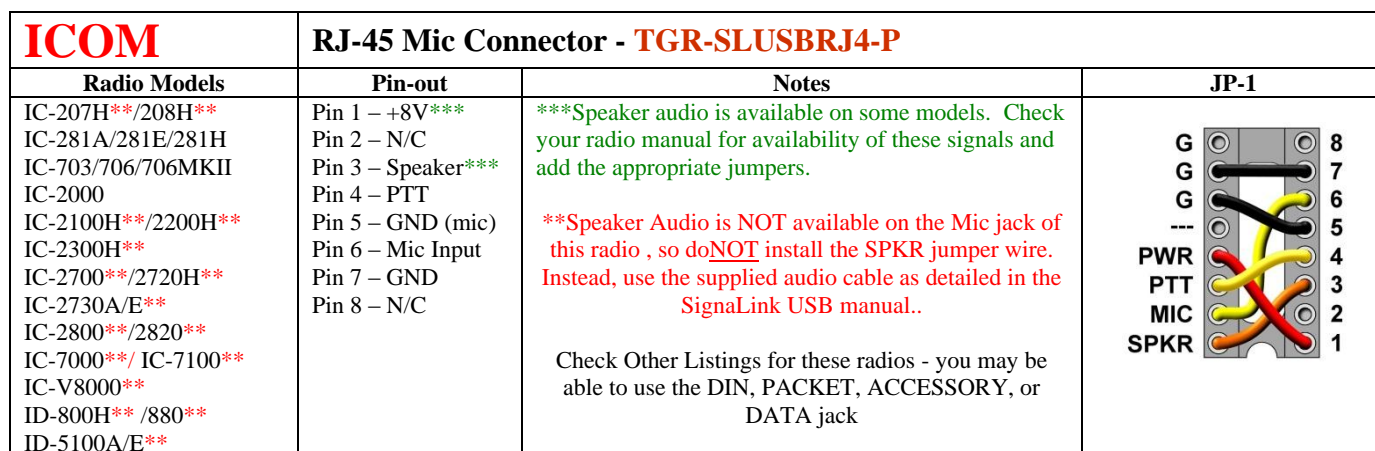 ICOM
RJ-45 Mic Connector - TGR-SLUSBRJ4-P
Radio Models
Pin-out
Notes
JP-1
IC-207H**/208H**
IC-281A/281E/281H
IC-703/706/706MKII
IC-2000
IC-2100H**/2200H**
IC-2300H**
IC-2700**/2720H**
IC-2730A/E**
IC-2800**/2820**
IC-7000**/ IC-7100**
IC-V8000**
ID-800H** /880**
ID-5100A/E**
Pin 1 – +8V***
Pin 2 – N/C
Pin 3 – Speaker***
Pin 4 – PTT
Pin 5 – GND (mic)
Pin 6 – Mic Input
Pin 7 – GND
Pin 8 – N/C
***Speaker audio is available on some models. Check
your radio manual for availability of these signals and
add the appropriate jumpers.
**Speaker Audio is NOT available on the Mic jack of
this radio , so doNOT install the SPKR jumper wire.
Instead, use the supplied audio cable as detailed in the
SignaLink USB manual..
Check Other Listings for these radios - you may be
able to use the DIN, PACKET, ACCESSORY, or
DATA jack
G 8
G 7
G 6
--- 5
PWR 4
PTT 3
MIC 2
SPKR 1